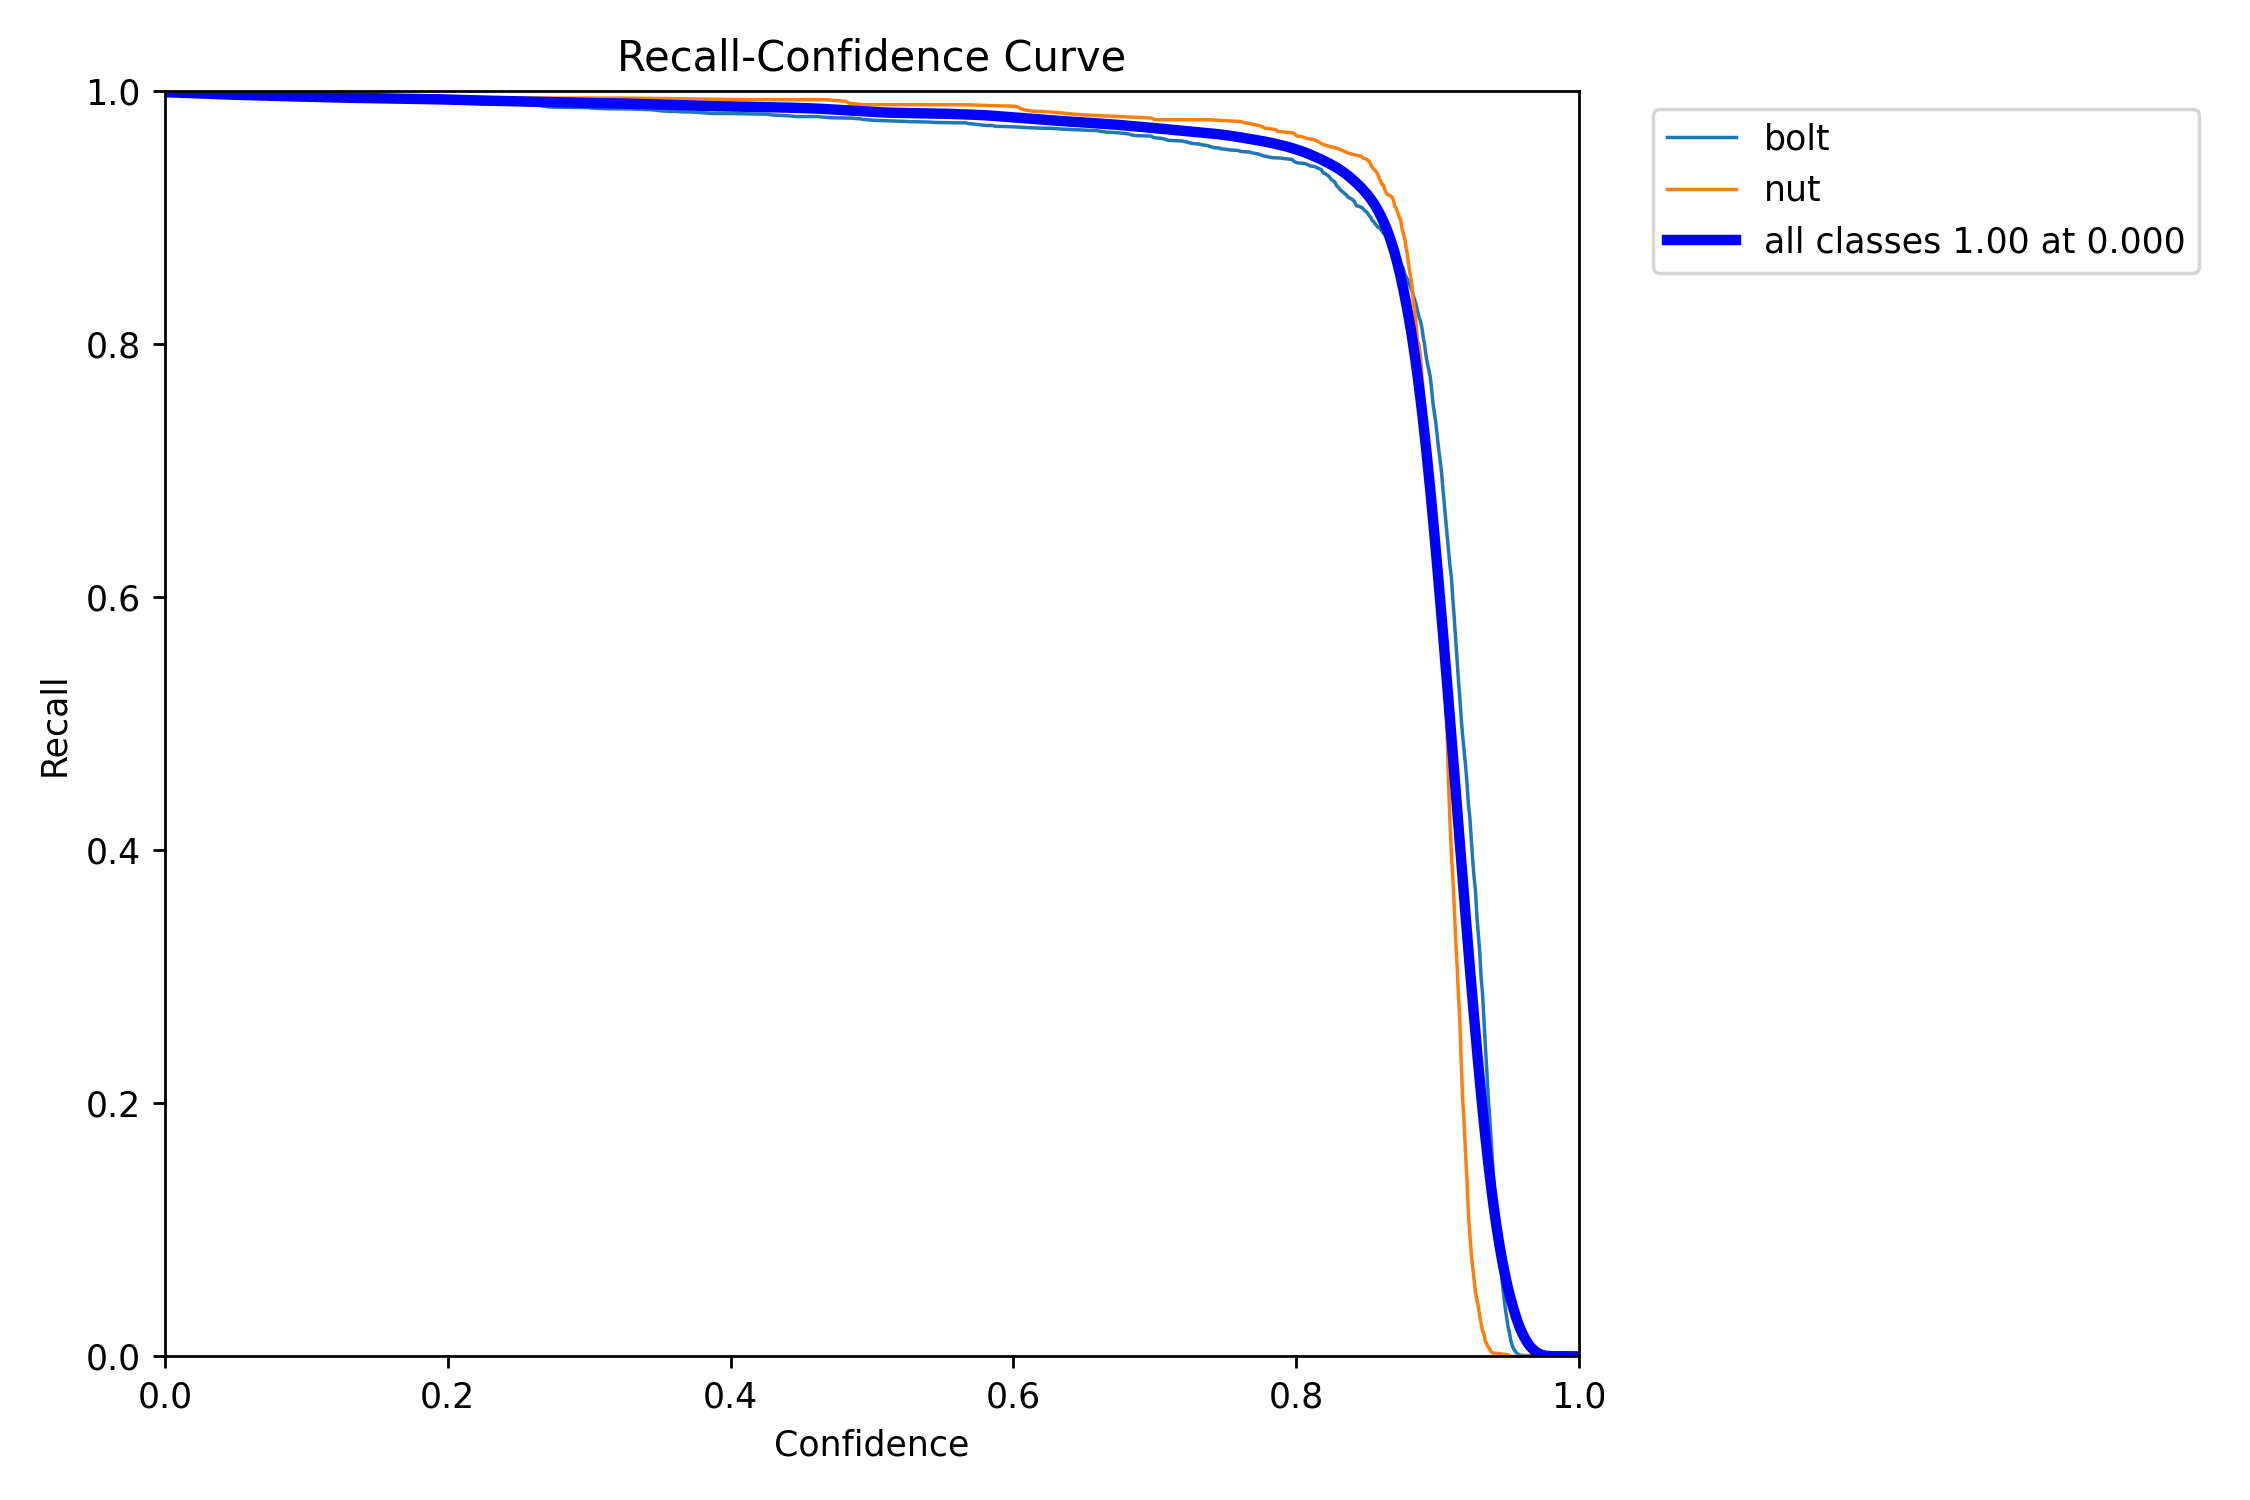 Recall-Confidence Curve
1.0
0.8
0.6
0.4
0.2
0.0
Recall
0.0 0.2 0.4 0.6 0.8 1.0
Confidence
bolt
nut
all classes 1.00 at 0.000